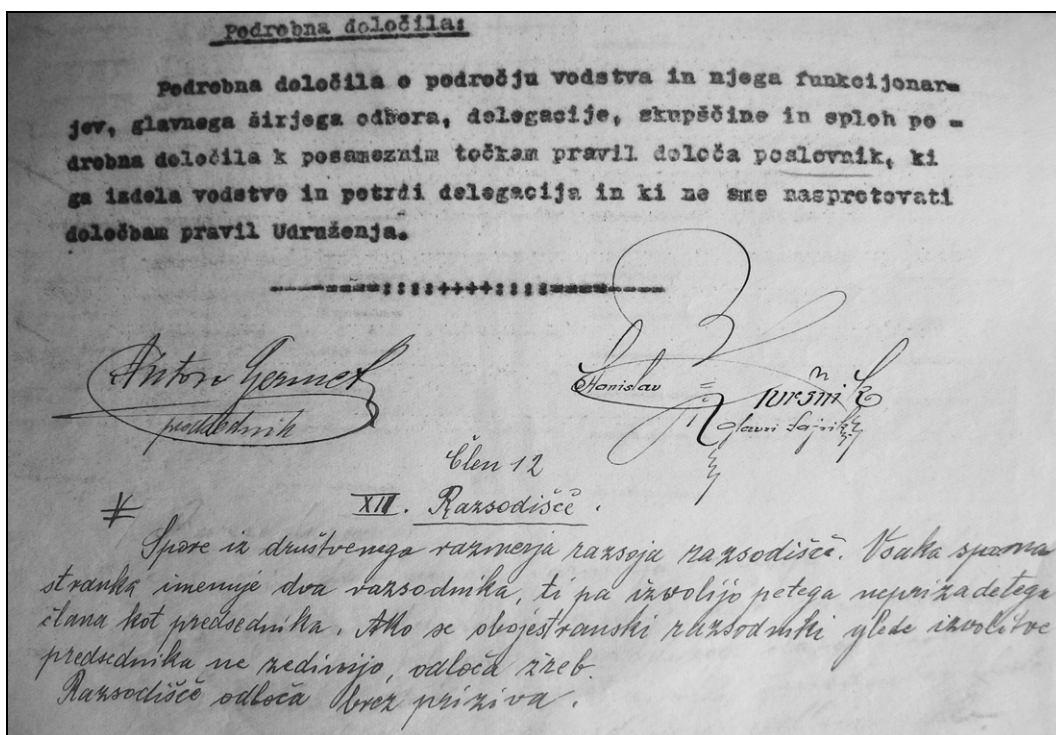 Podrobna določila:
Podrobna določila o področju vodstva in njega funkcijonar=
jev, glavnega širjega odbora, delegacije, skupščine in sploh po =
drobna določila k posameznim točkam pravil določa poslovnik, ki
ga izdela vodstvo in potrdi delegacija in ki ne sme nasprotovati
določbam pravil Udruženja.
-----====::::++++::::====-----
Anton Germek
predsednik
Stanislav
Člen 12
XII. Razsodišče.
Spore iz društvenega razmerja razsoja razsodišče. Vsaka sporna
stranka imenuje dva razsodnika, ti pa izvolijo petega neprizadetega
člana kot predsednika. Ako se obojestranski razsodniki glede izvolitve
predsednika ne zedinijo, odloča žreb.
Razsodišče odloča brez priziva.